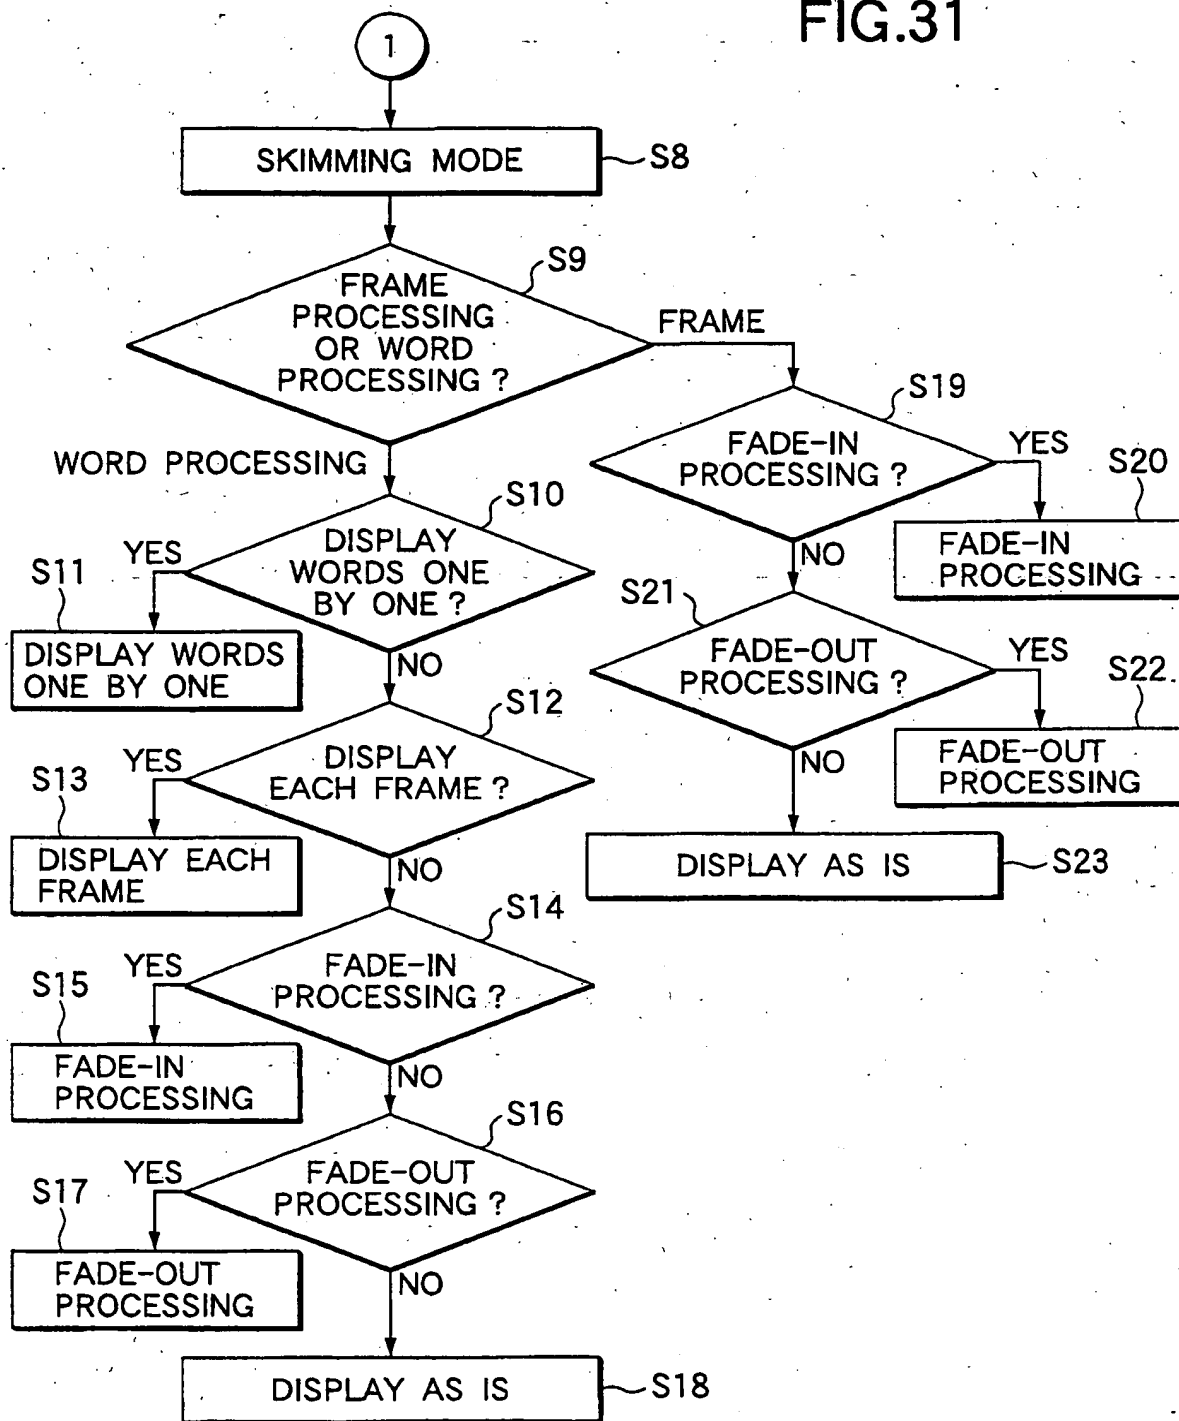 FIG.31
1
SKIMMING MODE
S8
S9
FRAME
PROCESSING
OR WORD
PROCESSING?
FRAME
WORD PROCESSING
S10
DISPLAY
WORDS ONE
BY ONE?
YES
S11
DISPLAY WORDS
ONE BY ONE
NO
S12
DISPLAY
EACH FRAME?
YES
S13
DISPLAY EACH
FRAME
NO
S14
FADE-IN
PROCESSING?
YES
S15
FADE-IN
PROCESSING
NO
S16
FADE-OUT
PROCESSING?
YES
S17
FADE-OUT
PROCESSING
NO
DISPLAY AS IS
S18
S19
FADE-IN
PROCESSING?
YES
S20
FADE-IN
PROCESSING
NO
S21
FADE-OUT
PROCESSING?
YES
S22
FADE-OUT
PROCESSING
NO
DISPLAY AS IS
S23